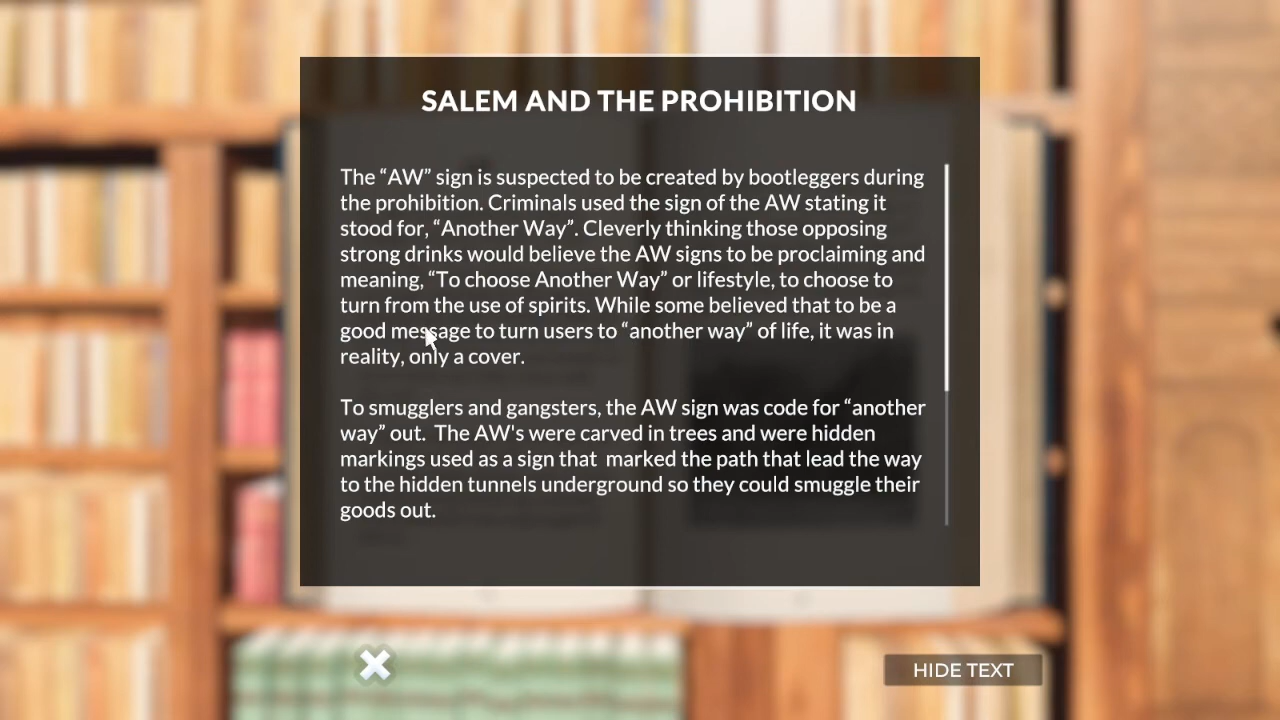 SALEM AND THE PROHIBITION
The “AW” sign is suspected to be created by bootleggers during
the prohibition. Criminals used the sign of the AW stating it
stood for, “Another Way”. Cleverly thinking those opposing
strong drinks would believe the AW signs to be proclaiming and
meaning, “To choose Another Way” or lifestyle, to choose to
turn from the use of spirits. While some believed that to be a
good message to turn users to “another way” of life, it was in
reality, only a cover.
To smugglers and gangsters, the AW sign was code for “another
way” out.  The AW's were carved in trees and were hidden
markings used as a sign that  marked the path that lead the way
to the hidden tunnels underground so they could smuggle their
goods out.
HIDE TEXT